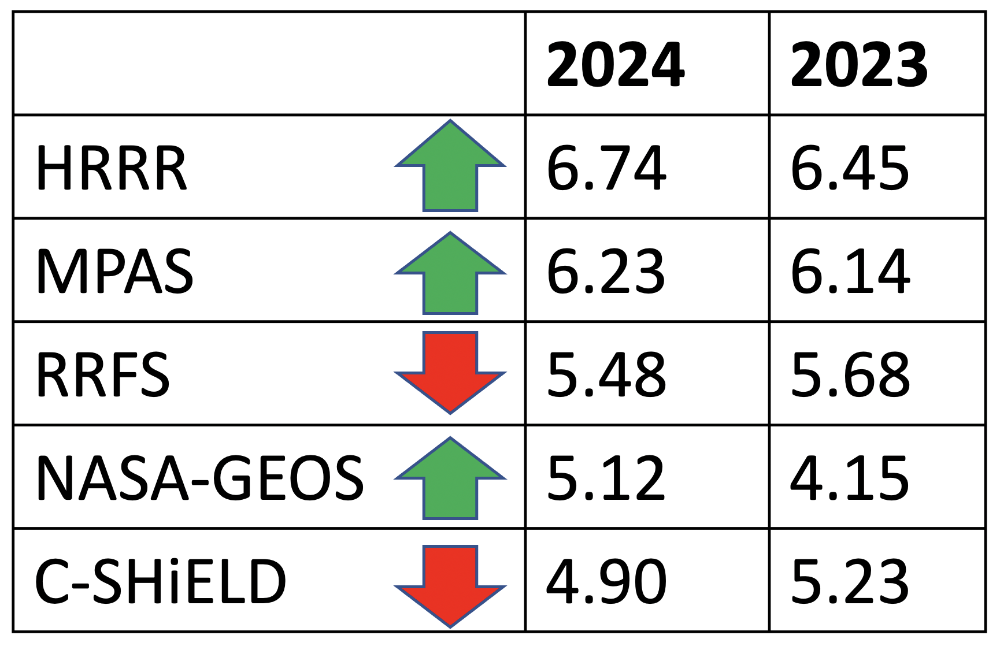 2024 2023
HRRR 6.74 6.45
MPAS 6.23 6.14
RRFS 5.48 5.68
NASA-GEOS 5.12 4.15
C-SHiELD 4.90 5.23